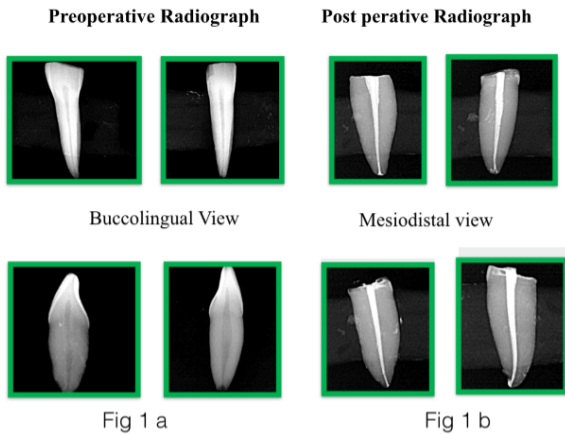 Preoperative Radiograph
Post perative Radiograph
Buccolingual View
Mesiodistal view
Fig 1 a
Fig 1 b